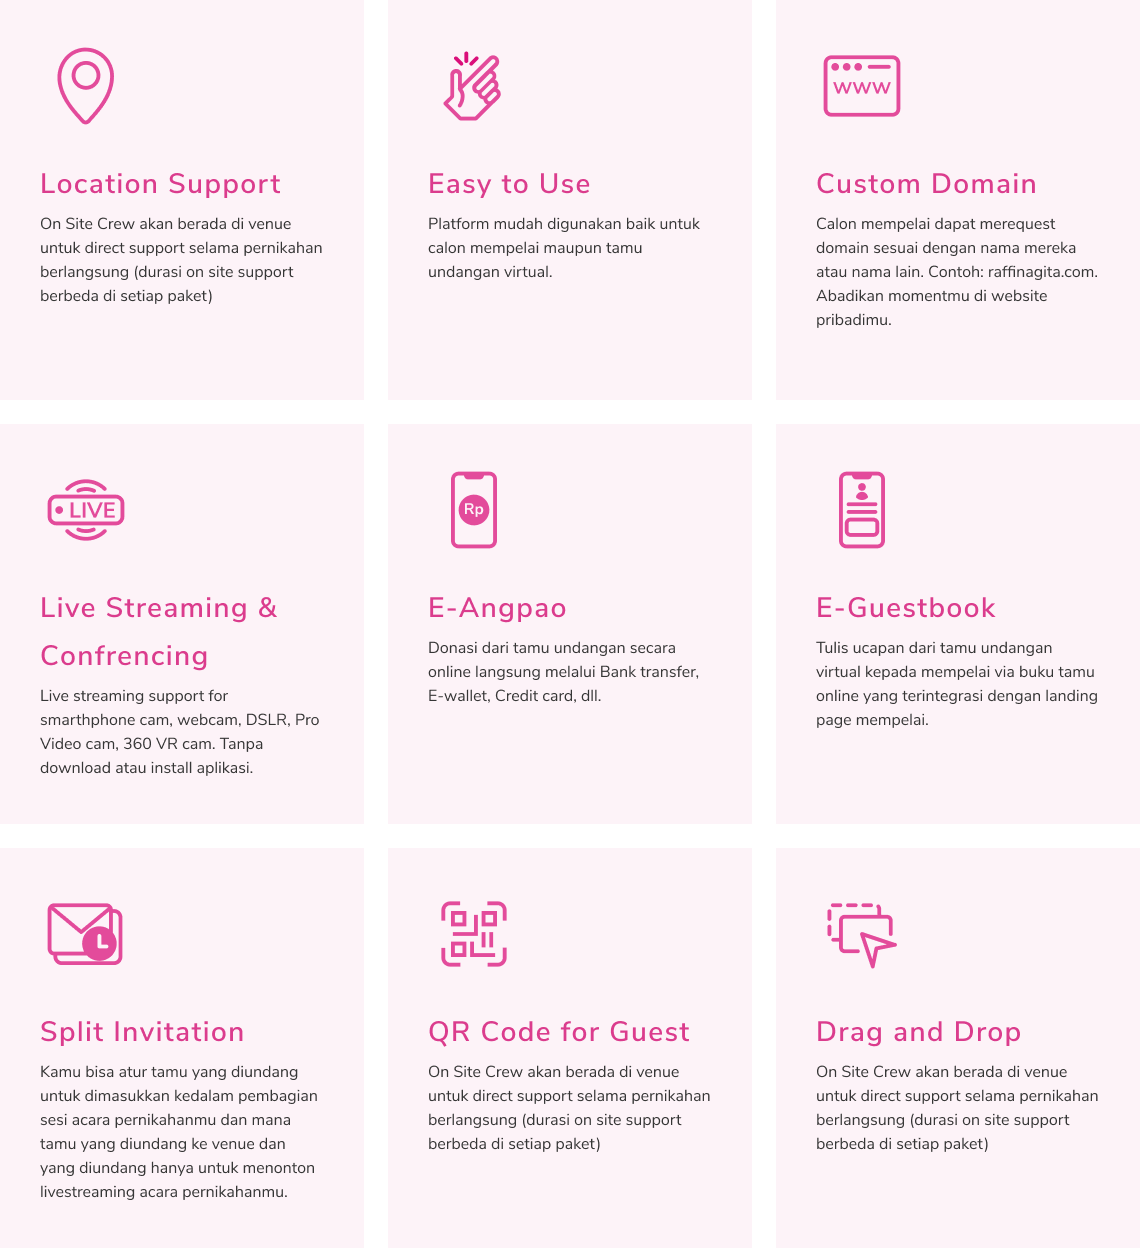 WWW
Location Support
On Site Crew akan berada di venue
untuk direct support selama pernikahan
berlangsung (durasi on site support
berbeda di setiap paket)
Easy to Use
Platform mudah digunakan baik untuk
calon mempelai maupun tamu
undangan virtual.
Custom Domain
Calon mempelai dapat merequest
domain sesuai dengan nama mereka
atau nama lain. Contoh: raffinagita.com.
Abadikan momentmu di website
pribadimu.
LIVE
Rp
Live Streaming &
Confrencing
Live streaming support for
smarthphone cam, webcam, DSLR, Pro
Video cam, 360 VR cam. Tanpa
download atau install aplikasi.
E-Angpao
Donasi dari tamu undangan secara
online langsung melalui Bank transfer,
E-wallet, Credit card, dll.
E-Guestbook
Tulis ucapan dari tamu undangan
virtual kepada mempelai via buku tamu
online yang terintegrasi dengan landing
page mempelai.
Split Invitation
Kamu bisa atur tamu yang diundang
untuk dimasukkan kedalam pembagian
sesi acara pernikahanmu dan mana
tamu yang diundang ke venue dan
yang diundang hanya untuk menonton
livestreaming acara pernikahanmu.
QR Code for Guest
On Site Crew akan berada di venue
untuk direct support selama pernikahan
berlangsung (durasi on site support
berbeda di setiap paket)
Drag and Drop
On Site Crew akan berada di venue
untuk direct support selama pernikahan
berlangsung (durasi on site support
berbeda di setiap paket)